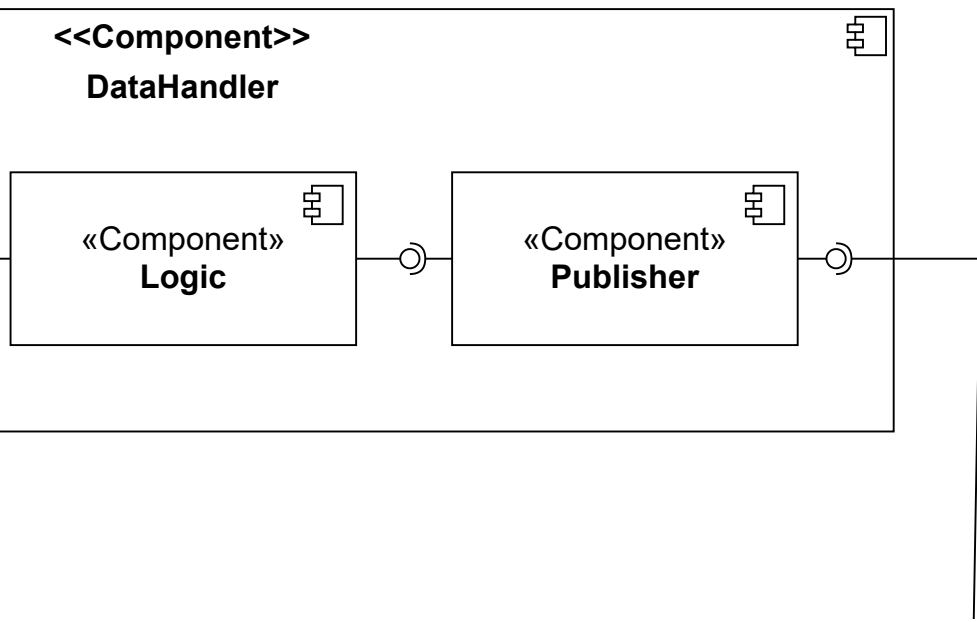 <<Component>>
DataHandler
«Component»
Logic
«Component»
Publisher